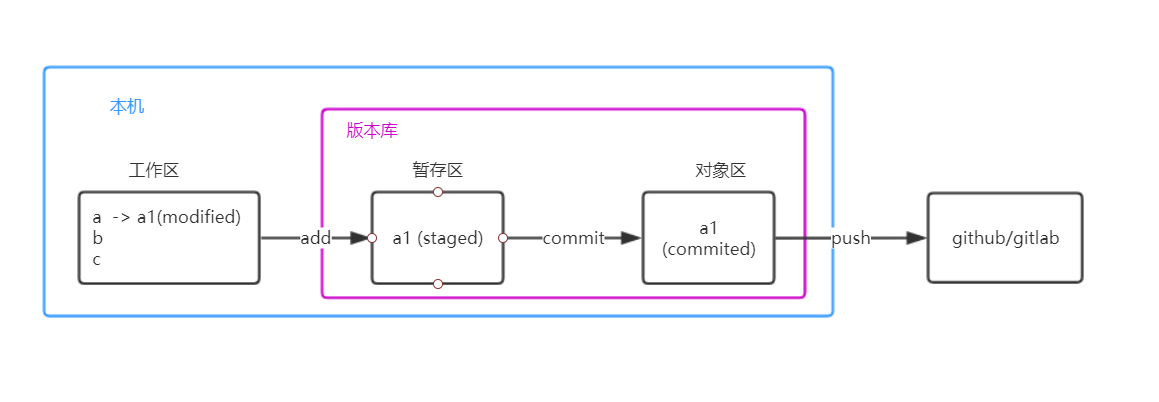 本机
版本库
工作区
暂存区
对象区
a -> a1(modified)
b
c
add
a1 (staged)
commit
a1
(commited)
push
github/gitlab